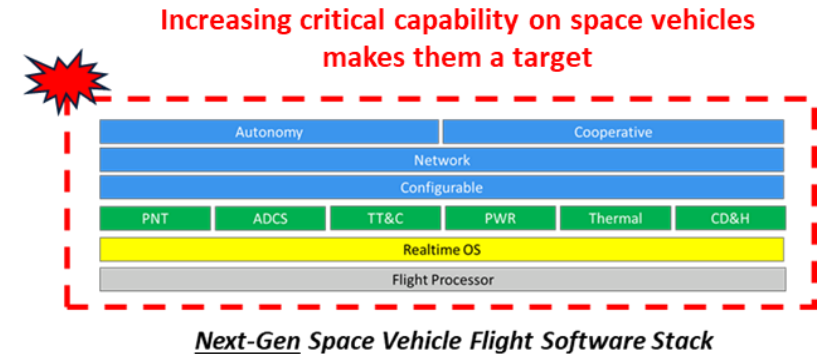 Increasing critical capability on space vehicles
makes them a target
Autonomy Cooperative
Network
Configurable
PNT ADCS TT&C PWR Thermal CD&H
Realtime OS
Flight Processor
Next-Gen Space Vehicle Flight Software Stack